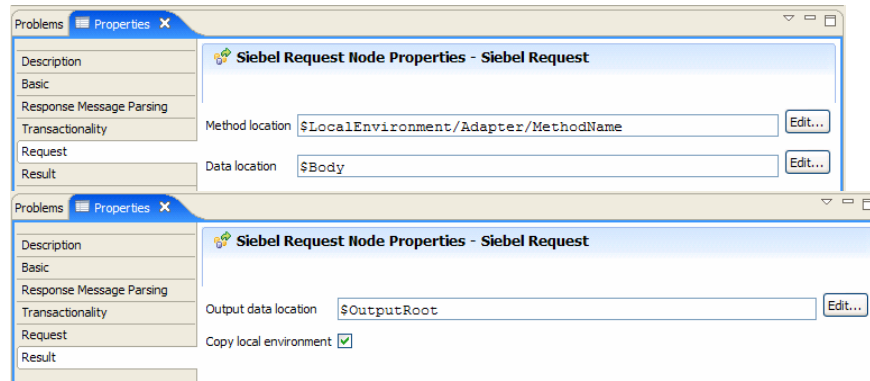 Problems Properties
Siebel Request Node Properties - Siebel Request
Description
Basic
Response Message Parsing
Transactionality
Request
Result
Method location $LocalEnvironment/Adapter/MethodName Edit...
Data location $Body Edit...
Problems Properties
Siebel Request Node Properties - Siebel Request
Description
Basic
Response Message Parsing
Transactionality
Request
Result
Output data location $OutputRoot Edit...
Copy local environment